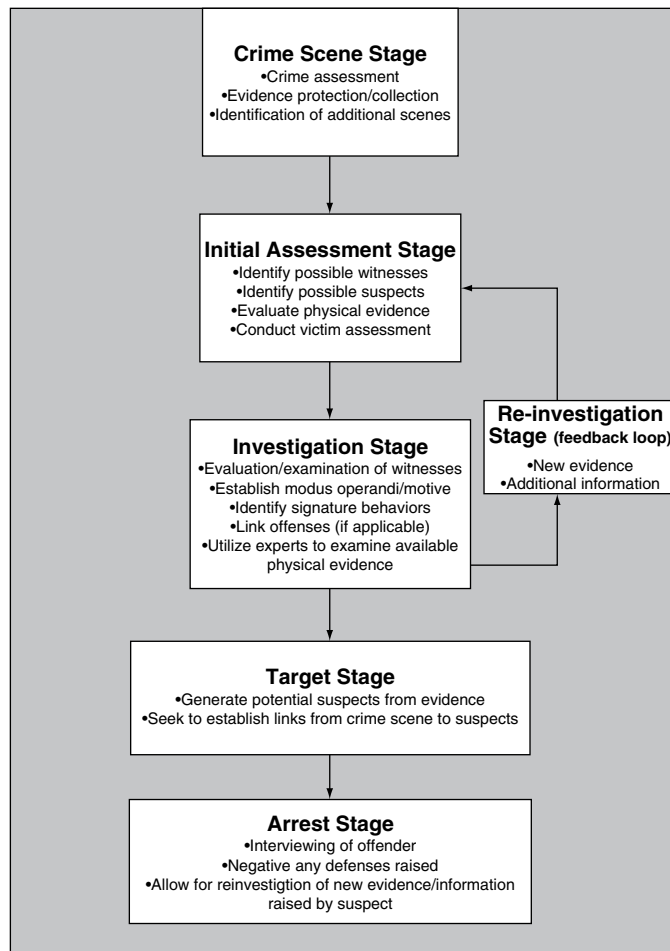 Crime Scene Stage
•Crime assessment
•Evidence protection/collection
•Identification of additional scenes
Initial Assessment Stage
•Identify possible witnesses
•Identify possible suspects
•Evaluate physical evidence
•Conduct victim assessment
Re-investigation
Stage (feedback loop)
•New evidence
•Additional information
Investigation Stage
•Evaluation/examination of witnesses
•Establish modus operandi/motive
•Identify signature behaviors
•Link offenses (if applicable)
•Utilize experts to examine available
physical evidence
Target Stage
•Generate potential suspects from evidence
•Seek to establish links from crime scene to suspects
Arrest Stage
•Interviewing of offender
•Negative any defenses raised
•Allow for reinvestigtion of new evidence/information
raised by suspect